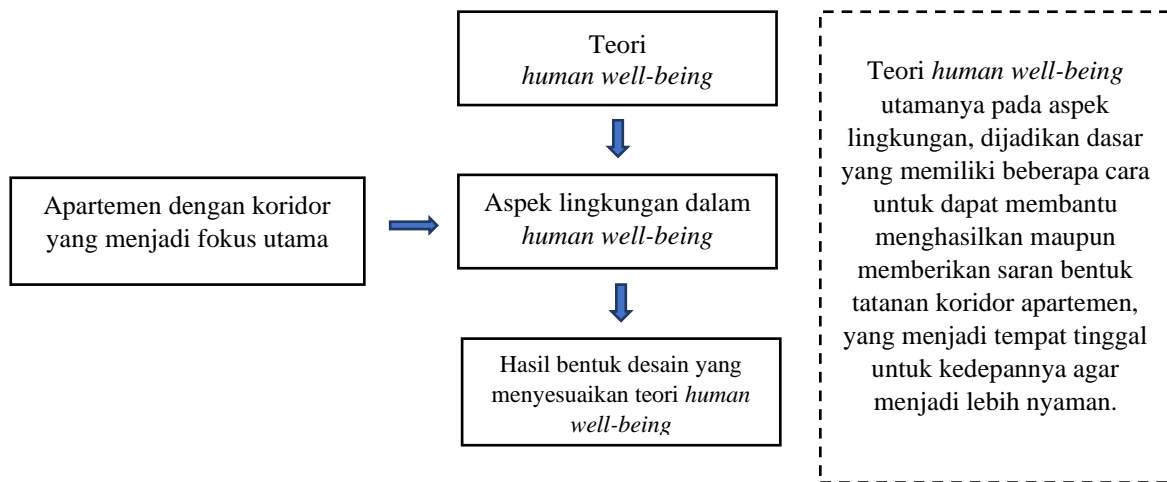 Teori
human well-being
Apartemen dengan koridor
yang menjadi fokus utama
Aspek lingkungan dalam
human well-being
Hasil bentuk desain yang
menyesuaikan teori human
well-being
Teori human well-being
utamanya pada aspek
lingkungan, dijadikan dasar
yang memiliki beberapa cara
untuk dapat membantu
menghasilkan maupun
memberikan saran bentuk
tatanan koridor apartemen,
yang menjadi tempat tinggal
untuk kedepannya agar
menjadi lebih nyaman.